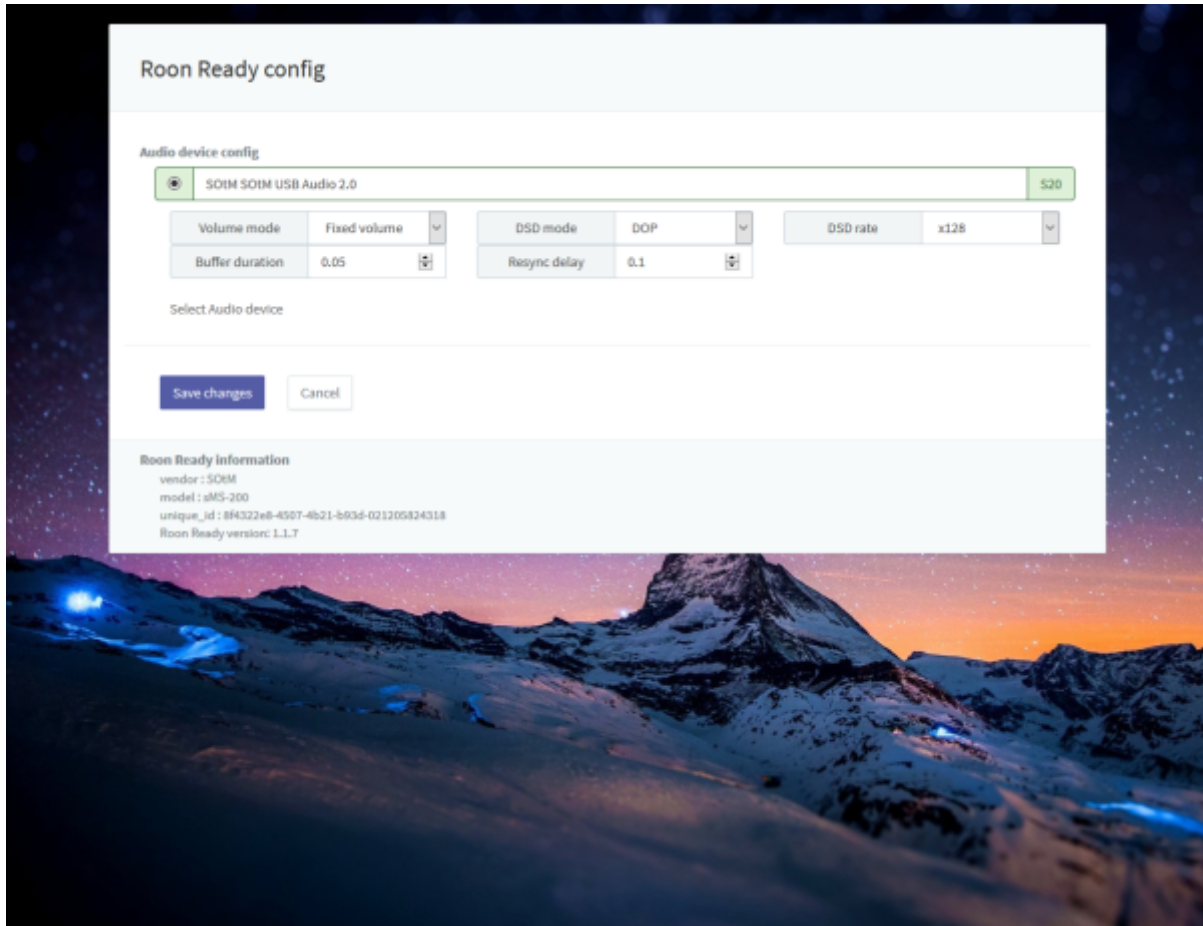 Roon Ready config
Audio device config
SOtM SOtM USB Audio 2.0 S20
Volume mode Fixed volume DSD mode DOP DSD rate x128
Buffer duration 0.05 Resync delay 0.1
Select Audio device
Save changes Cancel
Roon Ready information
vendor : SOtM
model : sMS-200
unique_id : 8f4322e8-4507-4b21-b93d-021205824318
Roon Ready version: 1.1.7